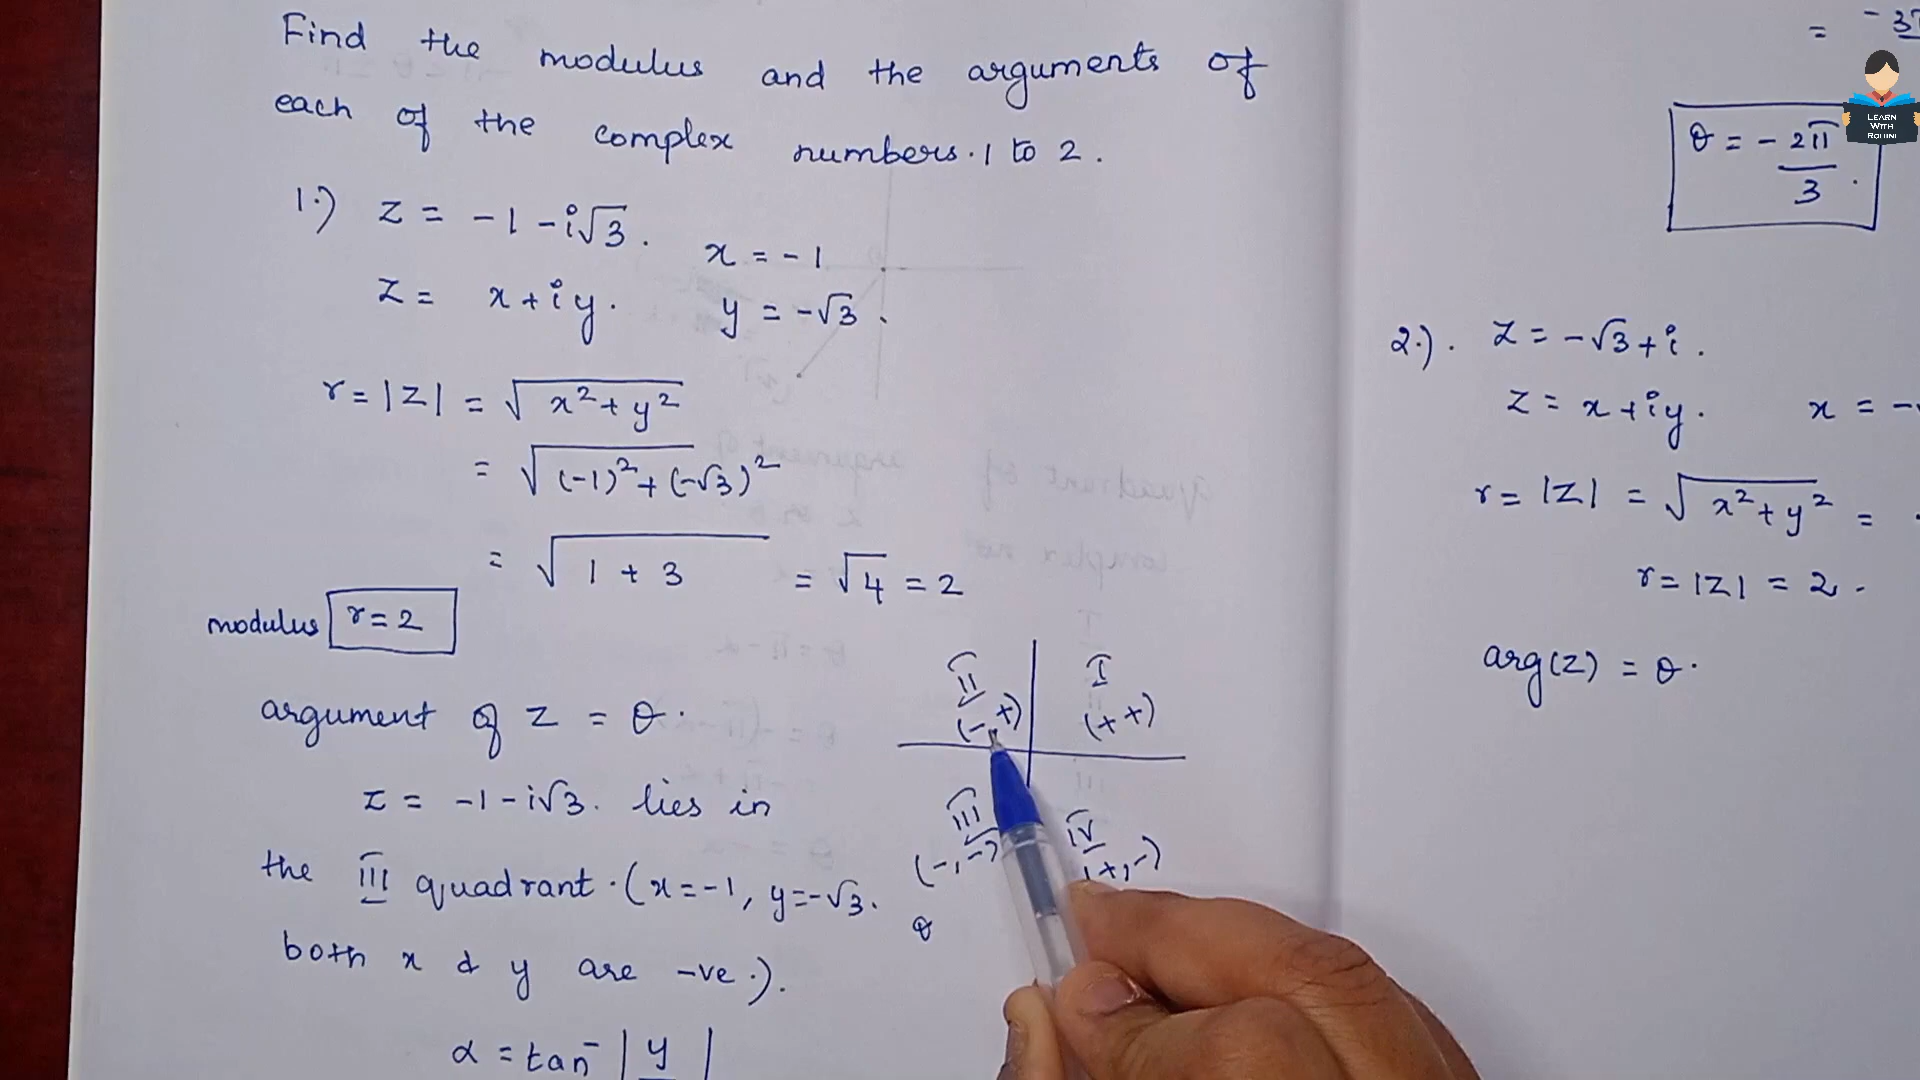 Find the modulus and the arguments of
each of the complex numbers. 1 to 2.
1.) z = -1 - i√3.
x = -1
z = x + iy.
y = -√3.
r = |z| = √x² + y²
= √(-1)² + (-√3)²
= √1 + 3 = √4 = 2
modulus r = 2
argument of z = θ.
z = -1 - i√3. lies in
the III quadrant. (x = -1, y = -√3.
both x & y are -ve.).
α = tan⁻ | y |
II
(- +)
I
(+ +)
III
(-, -)
IV
(+, -)
θ
= -3π
θ = -2π/3.
LEARN
WITH
ROHINI
2.). z = -√3 + i.
z = x + iy. x = -√
r = |z| = √x² + y² =
r = |z| = 2.
arg(z) = θ.